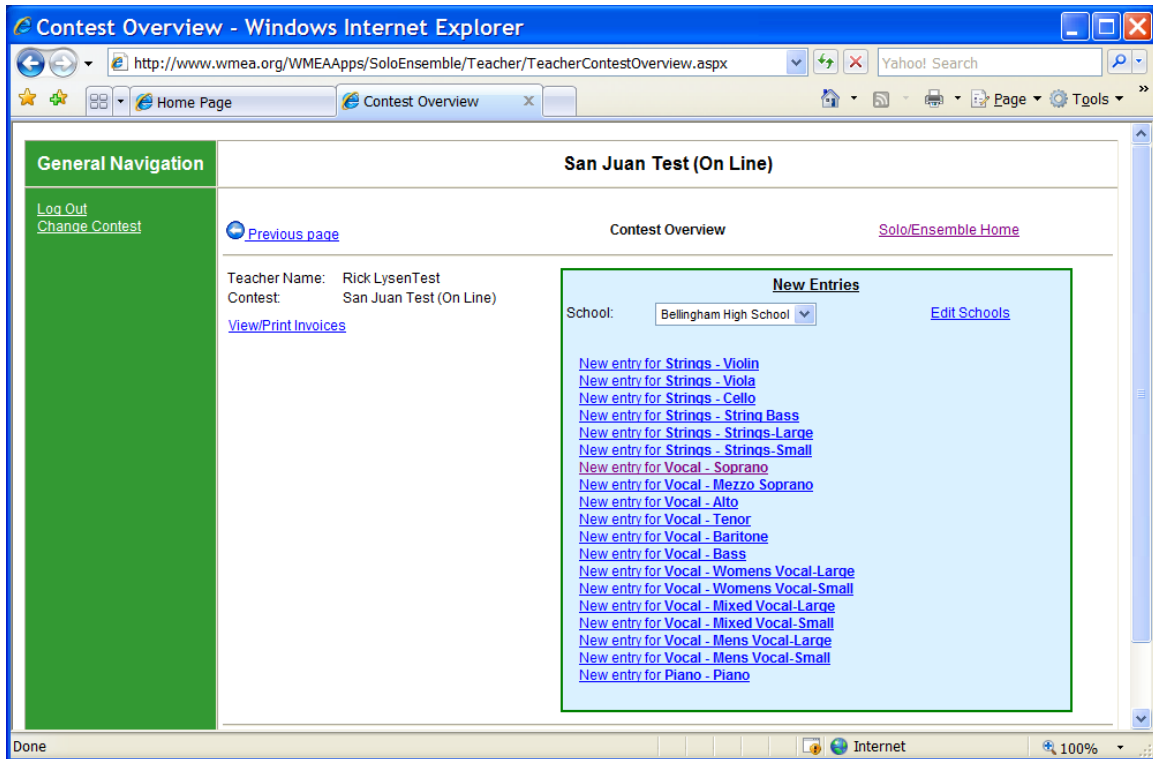 Contest Overview - Windows Internet Explorer
http://www.wmea.org/WMEAApps/SoloEnsemble/Teacher/TeacherContestOverview.aspx
Yahoo! Search
Home Page
Contest Overview
Page
Tools
General Navigation
San Juan Test (On Line)
Log Out
Change Contest
Previous page
Contest Overview
Solo/Ensemble Home
Teacher Name: Rick LysenTest
Contest: San Juan Test (On Line)
View/Print Invoices
New Entries
School: Bellingham High School
Edit Schools
New entry for Strings - Violin
New entry for Strings - Viola
New entry for Strings - Cello
New entry for Strings - String Bass
New entry for Strings - Strings-Large
New entry for Strings - Strings-Small
New entry for Vocal - Soprano
New entry for Vocal - Mezzo Soprano
New entry for Vocal - Alto
New entry for Vocal - Tenor
New entry for Vocal - Baritone
New entry for Vocal - Bass
New entry for Vocal - Womens Vocal-Large
New entry for Vocal - Womens Vocal-Small
New entry for Vocal - Mixed Vocal-Large
New entry for Vocal - Mixed Vocal-Small
New entry for Vocal - Mens Vocal-Large
New entry for Vocal - Mens Vocal-Small
New entry for Piano - Piano
Done
Internet
100%